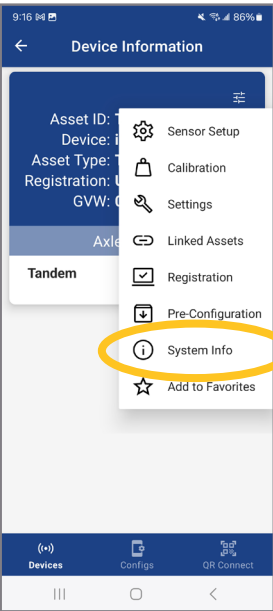 9:16 86%
Device Information
Asset ID:
Device:
Asset Type:
Registration:
GVW:
Axle
Tandem
Sensor Setup
Calibration
Settings
Linked Assets
Registration
Pre-Configuration
System Info
Add to Favorites
Devices Configs QR Connect